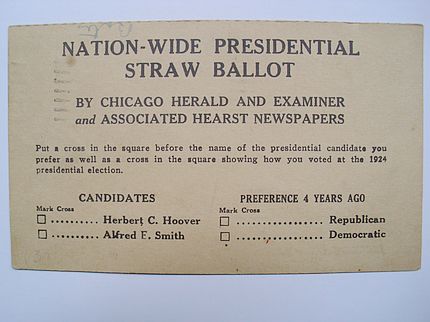 NATION-WIDE PRESIDENTIAL
STRAW BALLOT
BY CHICAGO HERALD AND EXAMINER
and ASSOCIATED HEARST NEWSPAPERS
Put a cross in the square before the name of the presidential candidate you
prefer as well as a cross in the square showing how you voted at the 1924
presidential election.
CANDIDATES
Mark Cross
☐ .......... Herbert C. Hoover
☐ .......... Alfred E. Smith
PREFERENCE 4 YEARS AGO
Mark Cross
☐ .................. Republican
☐ .................. Democratic